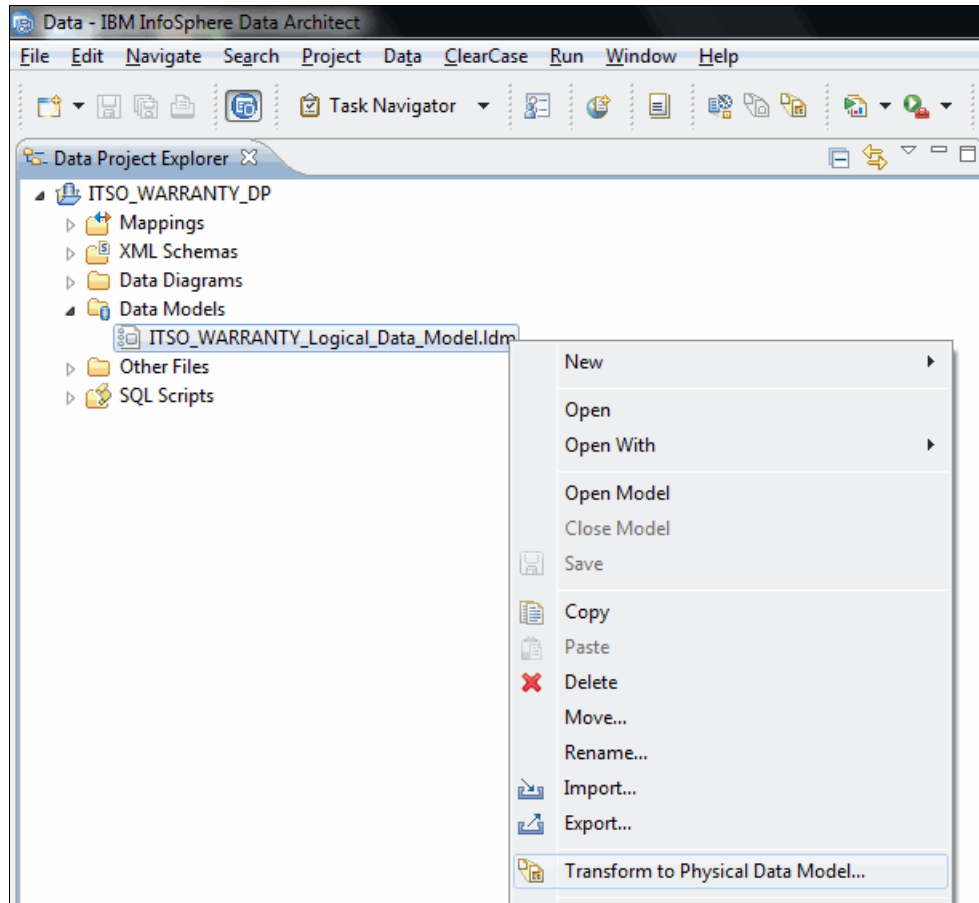 Data - IBM InfoSphere Data Architect
File Edit Navigate Search Project Data ClearCase Run Window Help
Task Navigator
Data Project Explorer
ITSO_WARRANTY_DP
Mappings
XML Schemas
Data Diagrams
Data Models
ITSO_WARRANTY_Logical_Data_Model.ldm
Other Files
SQL Scripts
New
Open
Open With
Open Model
Close Model
Save
Copy
Paste
Delete
Move...
Rename...
Import...
Export...
Transform to Physical Data Model...